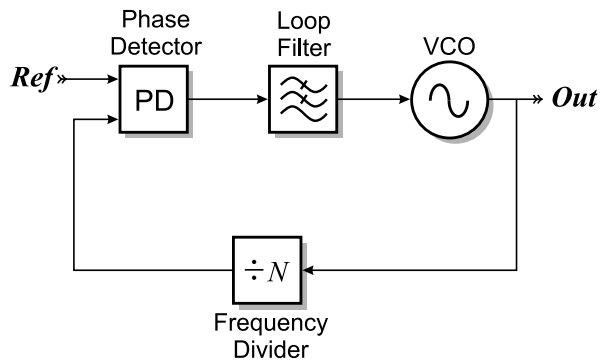 Phase
Detector
Loop
Filter
VCO
Ref
PD
Out
÷N
Frequency
Divider